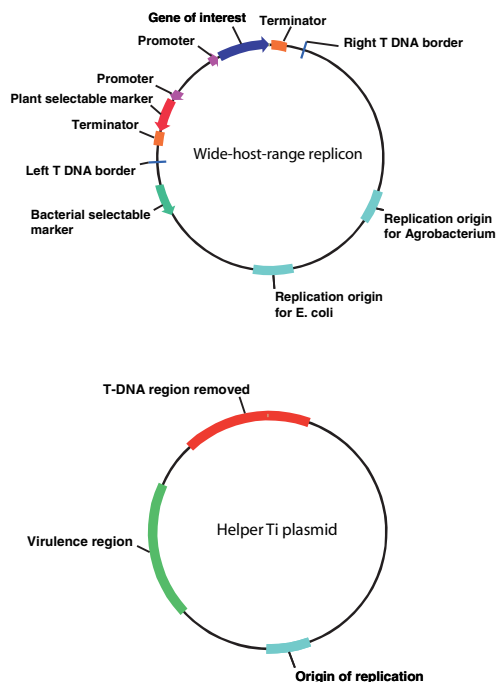 Gene of interest
Terminator
Promoter
Right T DNA border
Promoter
Plant selectable marker
Terminator
Wide-host-range replicon
Left T DNA border
Bacterial selectable
marker
Replication origin
for Agrobacterium
Replication origin
for E. coli
T-DNA region removed
Helper Ti plasmid
Virulence region
Origin of replication